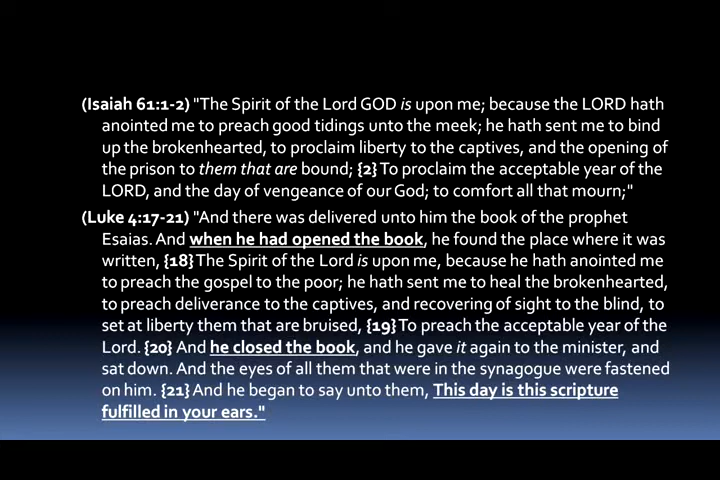 (Isaiah 61:1-2) "The Spirit of the Lord GOD is upon me; because the LORD hath
anointed me to preach good tidings unto the meek; he hath sent me to bind
up the brokenhearted, to proclaim liberty to the captives, and the opening of
the prison to them that are bound; {2} To proclaim the acceptable year of the
LORD, and the day of vengeance of our God; to comfort all that mourn;"
(Luke 4:17-21) "And there was delivered unto him the book of the prophet
Esaias. And when he had opened the book, he found the place where it was
written, {18} The Spirit of the Lord is upon me, because he hath anointed me
to preach the gospel to the poor; he hath sent me to heal the brokenhearted,
to preach deliverance to the captives, and recovering of sight to the blind, to
set at liberty them that are bruised, {19} To preach the acceptable year of the
Lord. {20} And he closed the book, and he gave it again to the minister, and
sat down. And the eyes of all them that were in the synagogue were fastened
on him. {21} And he began to say unto them, This day is this scripture
fulfilled in your ears."